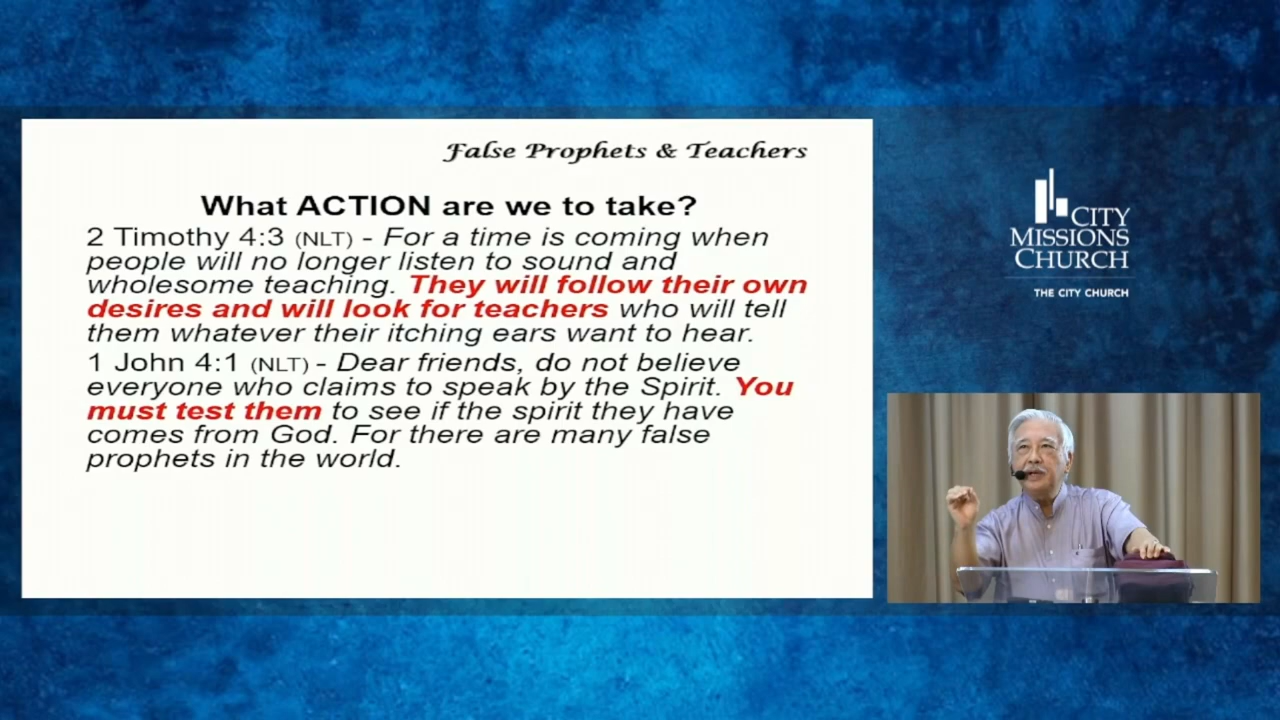 False Prophets & Teachers
What ACTION are we to take?
2 Timothy 4:3 (NLT) - For a time is coming when
people will no longer listen to sound and
wholesome teaching. They will follow their own
desires and will look for teachers who will tell
them whatever their itching ears want to hear.
1 John 4:1 (NLT) - Dear friends, do not believe
everyone who claims to speak by the Spirit. You
must test them to see if the spirit they have
comes from God. For there are many false
prophets in the world.
CITY
MISSIONS
CHURCH
THE CITY CHURCH